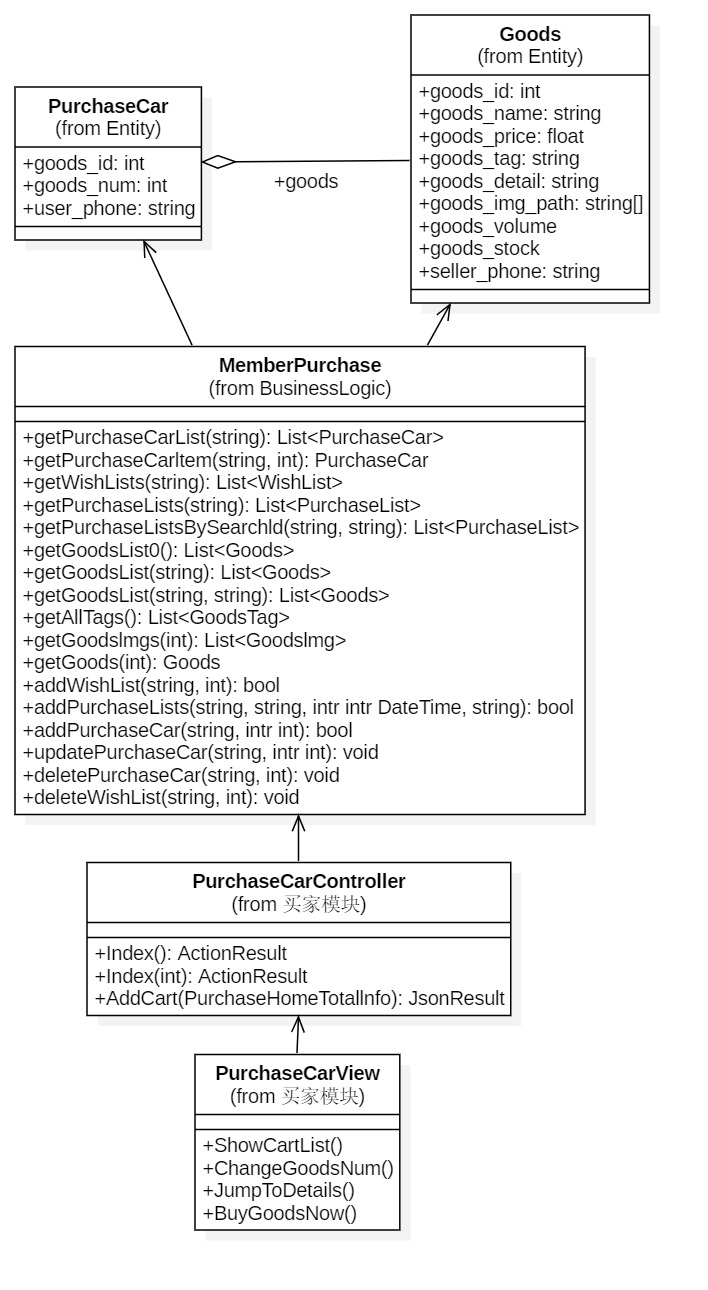 PurchaseCar
(from Entity)
+goods_id: int
+goods_num: int
+user_phone: string
+goods
Goods
(from Entity)
+goods_id: int
+goods_name: string
+goods_price: float
+goods_tag: string
+goods_detail: string
+goods_img_path: string[]
+goods_volume
+goods_stock
+seller_phone: string
MemberPurchase
(from BusinessLogic)
+getPurchaseCarList(string): List<PurchaseCar>
+getPurchaseCarItem(string, int): PurchaseCar
+getWishLists(string): List<WishList>
+getPurchaseLists(string): List<PurchaseList>
+getPurchaseListsBySearchId(string, string): List<PurchaseList>
+getGoodsList0(): List<Goods>
+getGoodsList(string): List<Goods>
+getGoodsList(string, string): List<Goods>
+getAllTags(): List<GoodsTag>
+getGoodsImgs(int): List<GoodsImg>
+getGoods(int): Goods
+addWishList(string, int): bool
+addPurchaseLists(string, string, intr intr DateTime, string): bool
+addPurchaseCar(string, intr int): bool
+updatePurchaseCar(string, intr int): void
+deletePurchaseCar(string, int): void
+deleteWishList(string, int): void
PurchaseCarController
(from 买家模块)
+Index(): ActionResult
+Index(int): ActionResult
+AddCart(PurchaseHomeTotalInfo): JsonResult
PurchaseCarView
(from 买家模块)
+ShowCartList()
+ChangeGoodsNum()
+JumpToDetails()
+BuyGoodsNow()